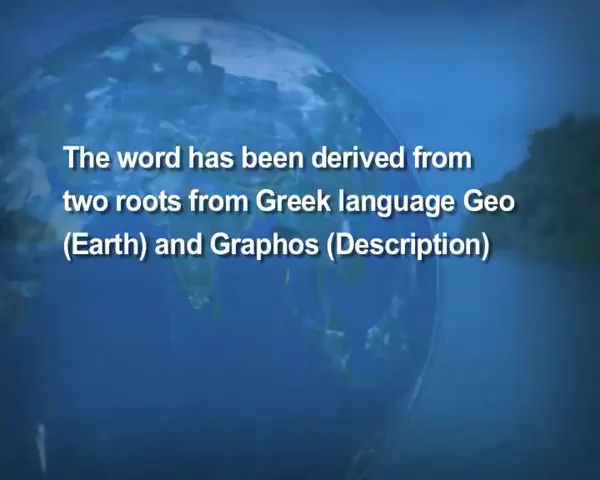 The word has been derived from
two roots from Greek language Geo
(Earth) and Graphos (Description)